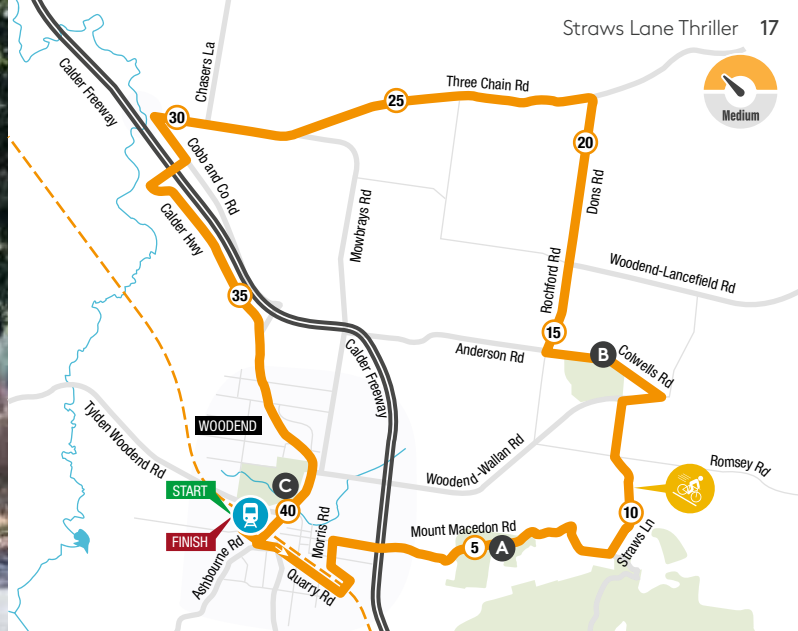 Straws Lane Thriller 17
Medium
Calder Freeway
Chasers La
Three Chain Rd
25
30
20
Cobb and Co Rd
Dons Rd
Mowbrays Rd
Calder Hwy
Rochford Rd
Woodend-Lancefield Rd
35
15
Anderson Rd
B
Colwells Rd
Calder Freeway
WOODEND
Tylden Woodend Rd
Woodend-Wallan Rd
Romsey Rd
START
C
40
10
FINISH
Morris Rd
Mount Macedon Rd
5
A
Straws Ln
Ashbourne Rd
Quarry Rd